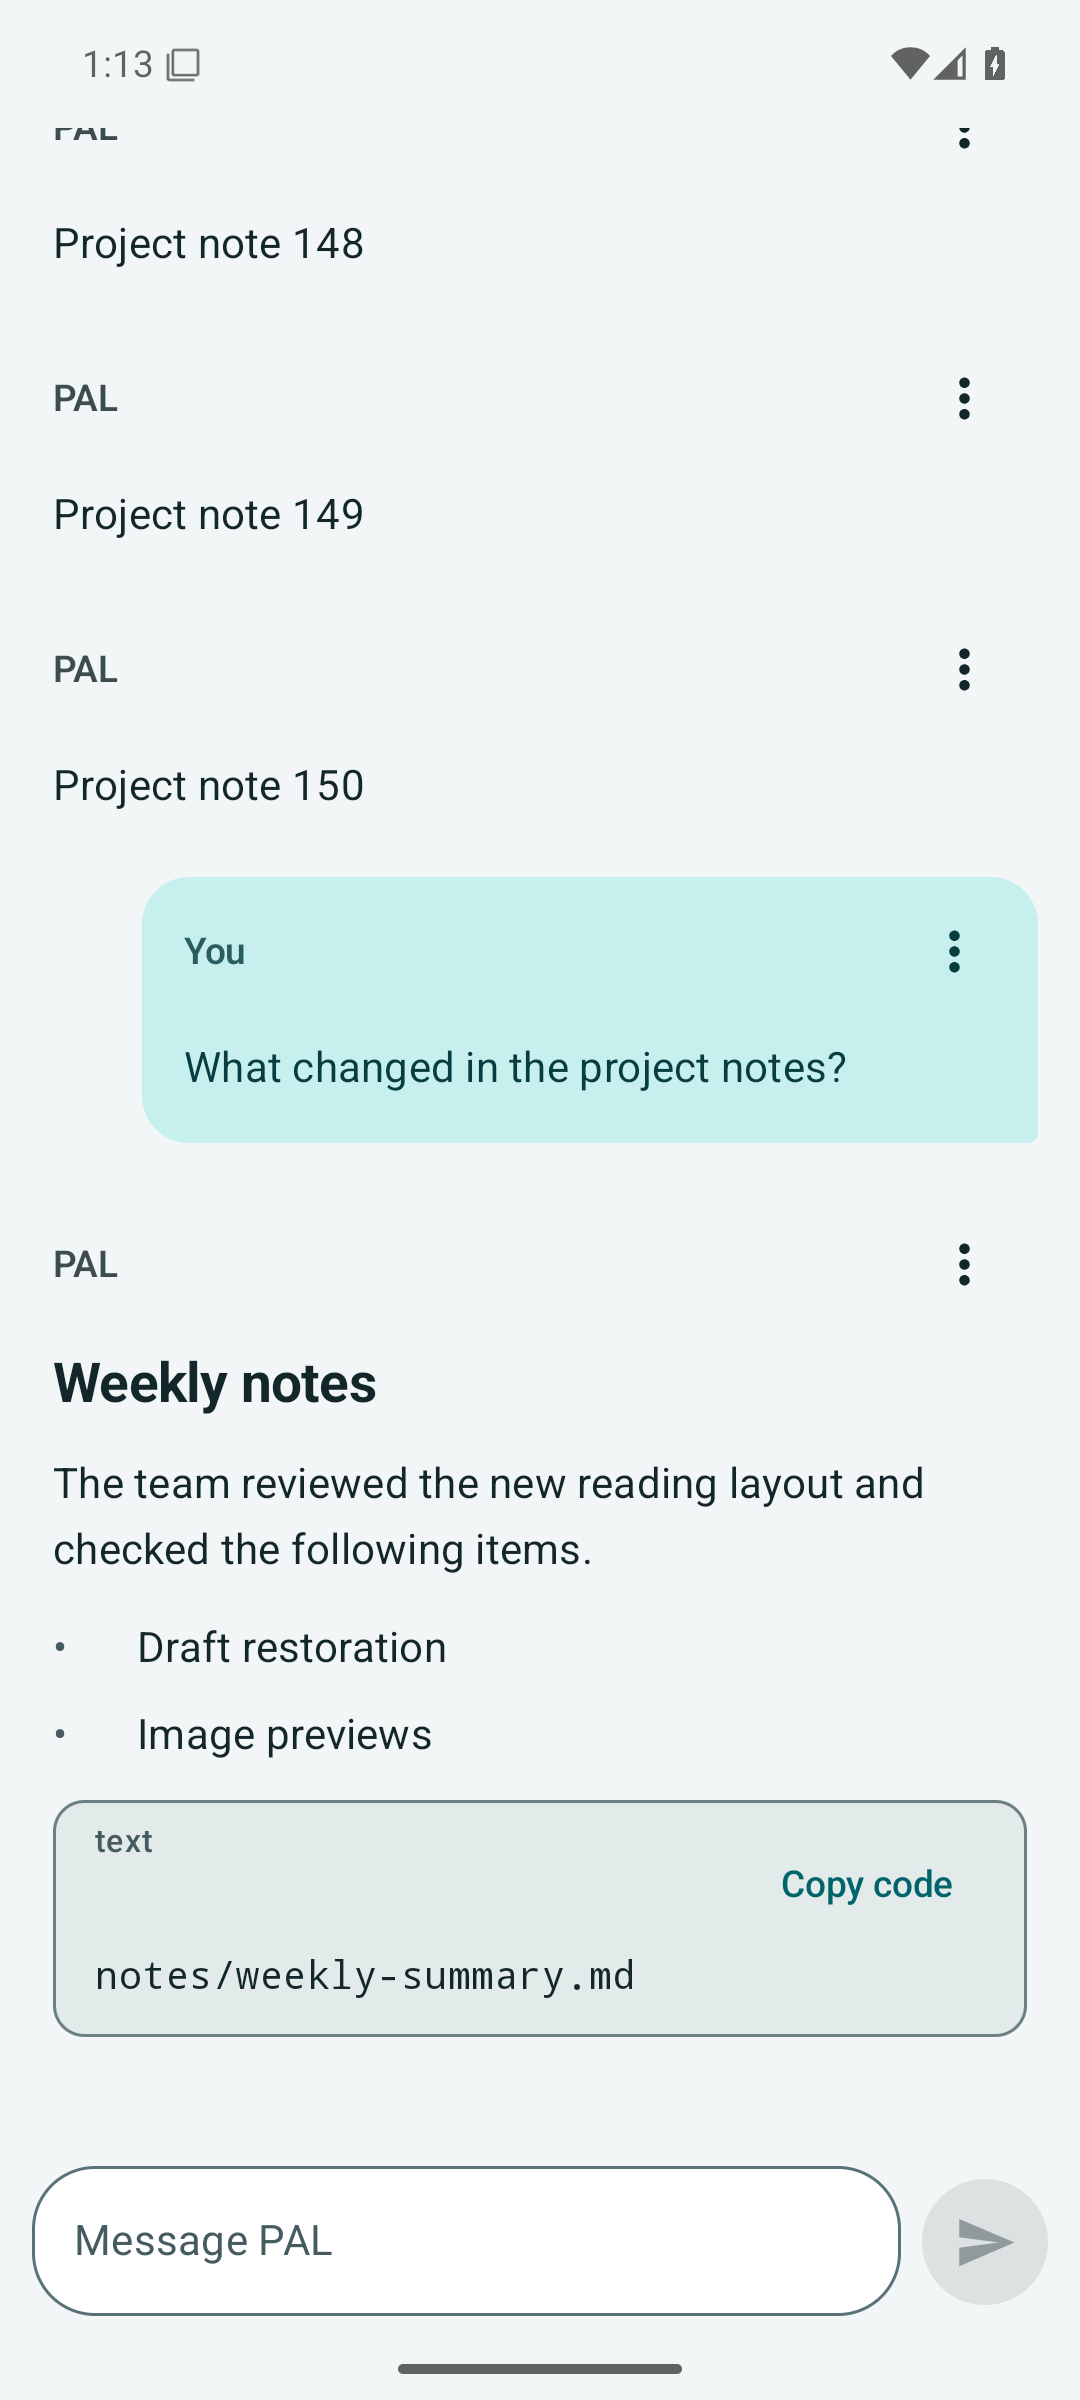 1:13
PAL
Project note 148
PAL
Project note 149
PAL
Project note 150
You
What changed in the project notes?
PAL
Weekly notes
The team reviewed the new reading layout and
checked the following items.
• Draft restoration
• Image previews
text
Copy code
notes/weekly-summary.md
Message PAL